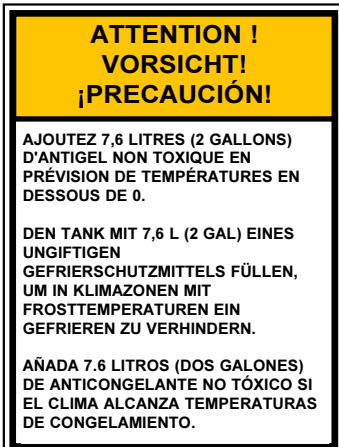 ATTENTION !
VORSICHT!
¡PRECAUCIÓN!
AJOUTEZ 7,6 LITRES (2 GALLONS)
D'ANTIGEL NON TOXIQUE EN
PRÉVISION DE TEMPÉRATURES EN
DESSOUS DE 0.
DEN TANK MIT 7,6 L (2 GAL) EINES
UNGIFTIGEN
GEFRIERSCHUTZMITTELS FÜLLEN,
UM IN KLIMAZONEN MIT
FROSTTEMPERATUREN EIN
GEFRIEREN ZU VERHINDERN.
AÑADA 7.6 LITROS (DOS GALONES)
DE ANTICONGELANTE NO TÓXICO SI
EL CLIMA ALCANZA TEMPERATURAS
DE CONGELAMIENTO.